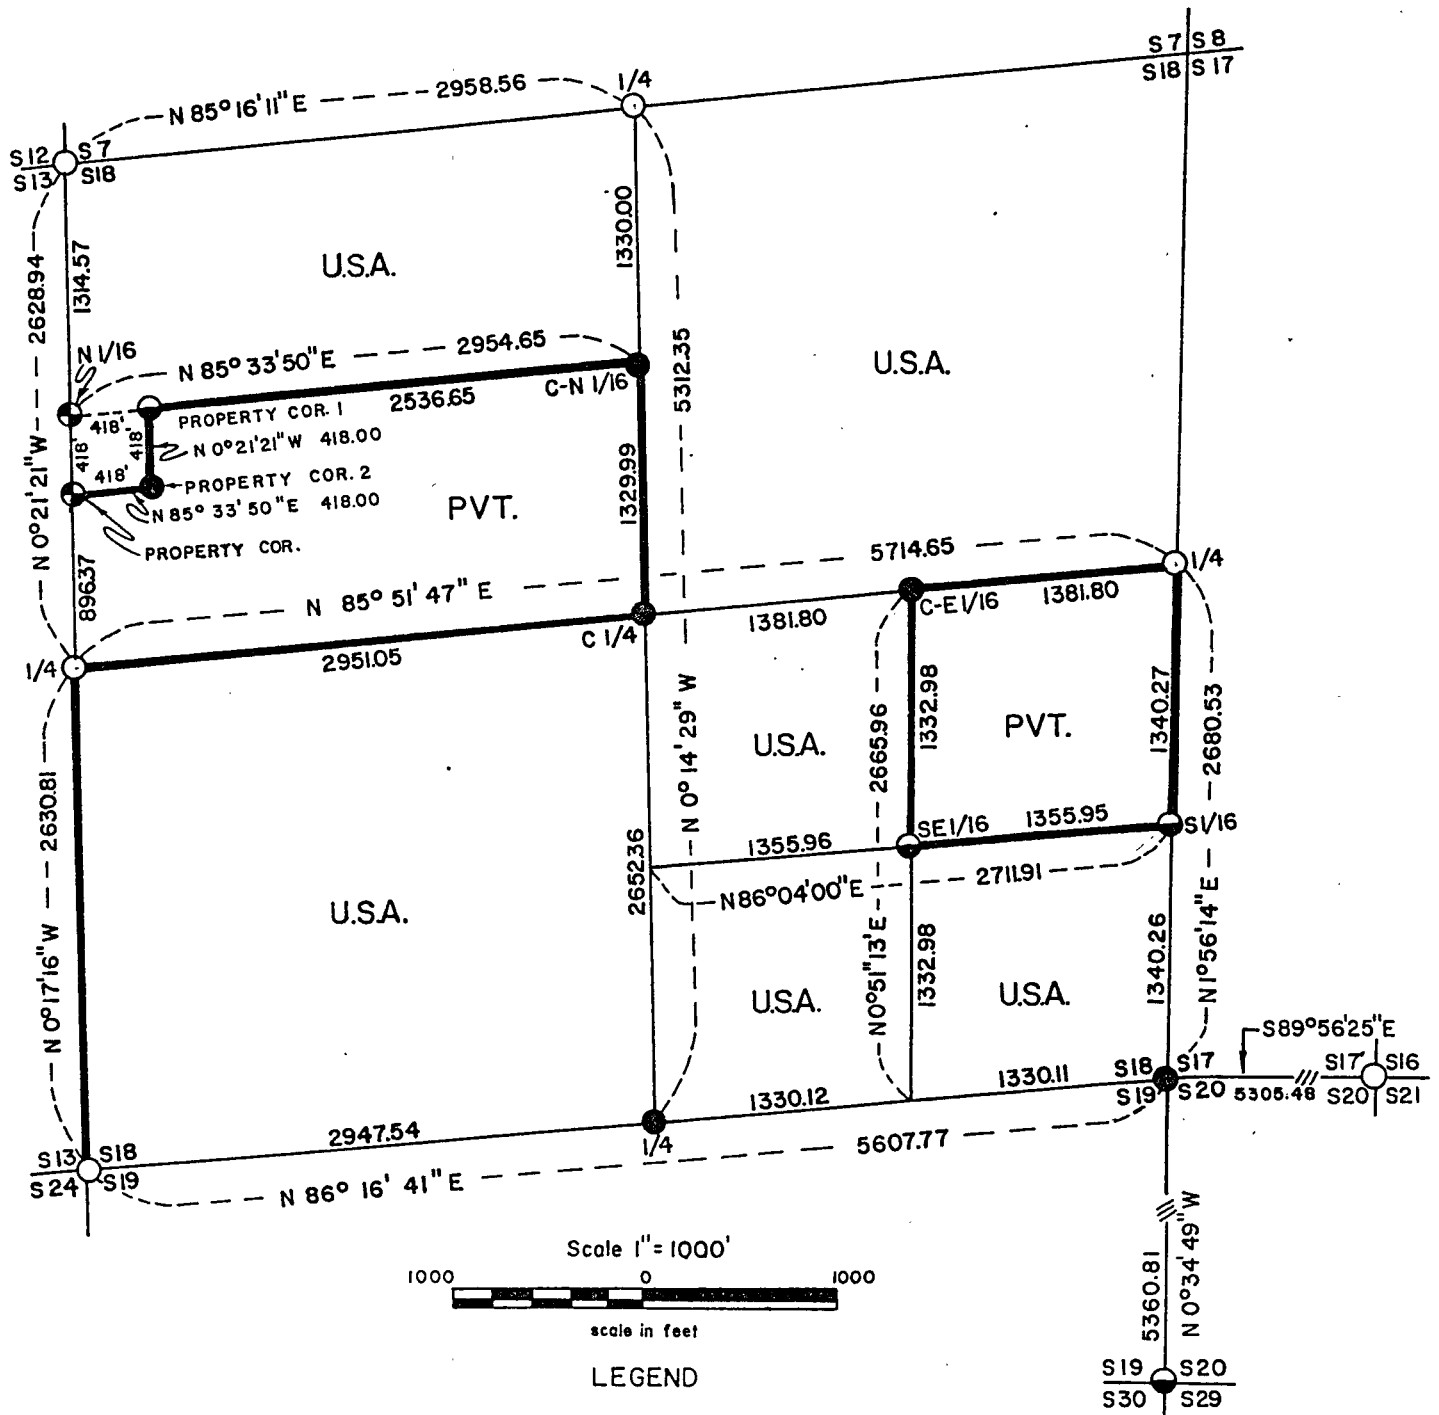 S7 S8
S18 S17
1/4
N 85° 16' 11" E 2958.56
S12 S7
S13 S18
1330.00
1314.57
2628.94
U.S.A.
N 1/16
N 85° 33' 50" E 2954.65
5312.35
U.S.A.
C-N 1/16
2536.65
PROPERTY COR. 1
418'
418
N 0° 21' 21" W 418.00
418'
418'
PROPERTY COR. 2
N 85° 33' 50" E 418.00
PVT.
1329.99
PROPERTY COR.
N 0° 21' 21" W
896.37
5714.65
1/4
N 85° 51' 47" E
C-E 1/16
1381.80
1381.80
C 1/4
1/4
2951.05
N 0° 14' 29" W
2665.96
1332.98
1340.27
2680.53
U.S.A.
PVT.
2630.81
SE 1/16
1355.95
S 1/16
1355.96
2652.36
N 86° 04' 00" E 2711.91
U.S.A.
N 0° 17' 16" W
N 0° 51" 13' E
1332.98
1340.26
N 1° 56' 14" E
U.S.A.
U.S.A.
S 89° 56' 25" E
S18 S17
S19 S20
5305.48
S17 S16
S20 S21
1330.11
1330.12
2947.54
1/4
5607.77
S13 S18
S24 S19
N 86° 16' 41" E
5360.81
N 0° 34' 49" W
Scale 1" = 1000'
1000 0 1000
scale in feet
LEGEND
S19 S20
S30 S29